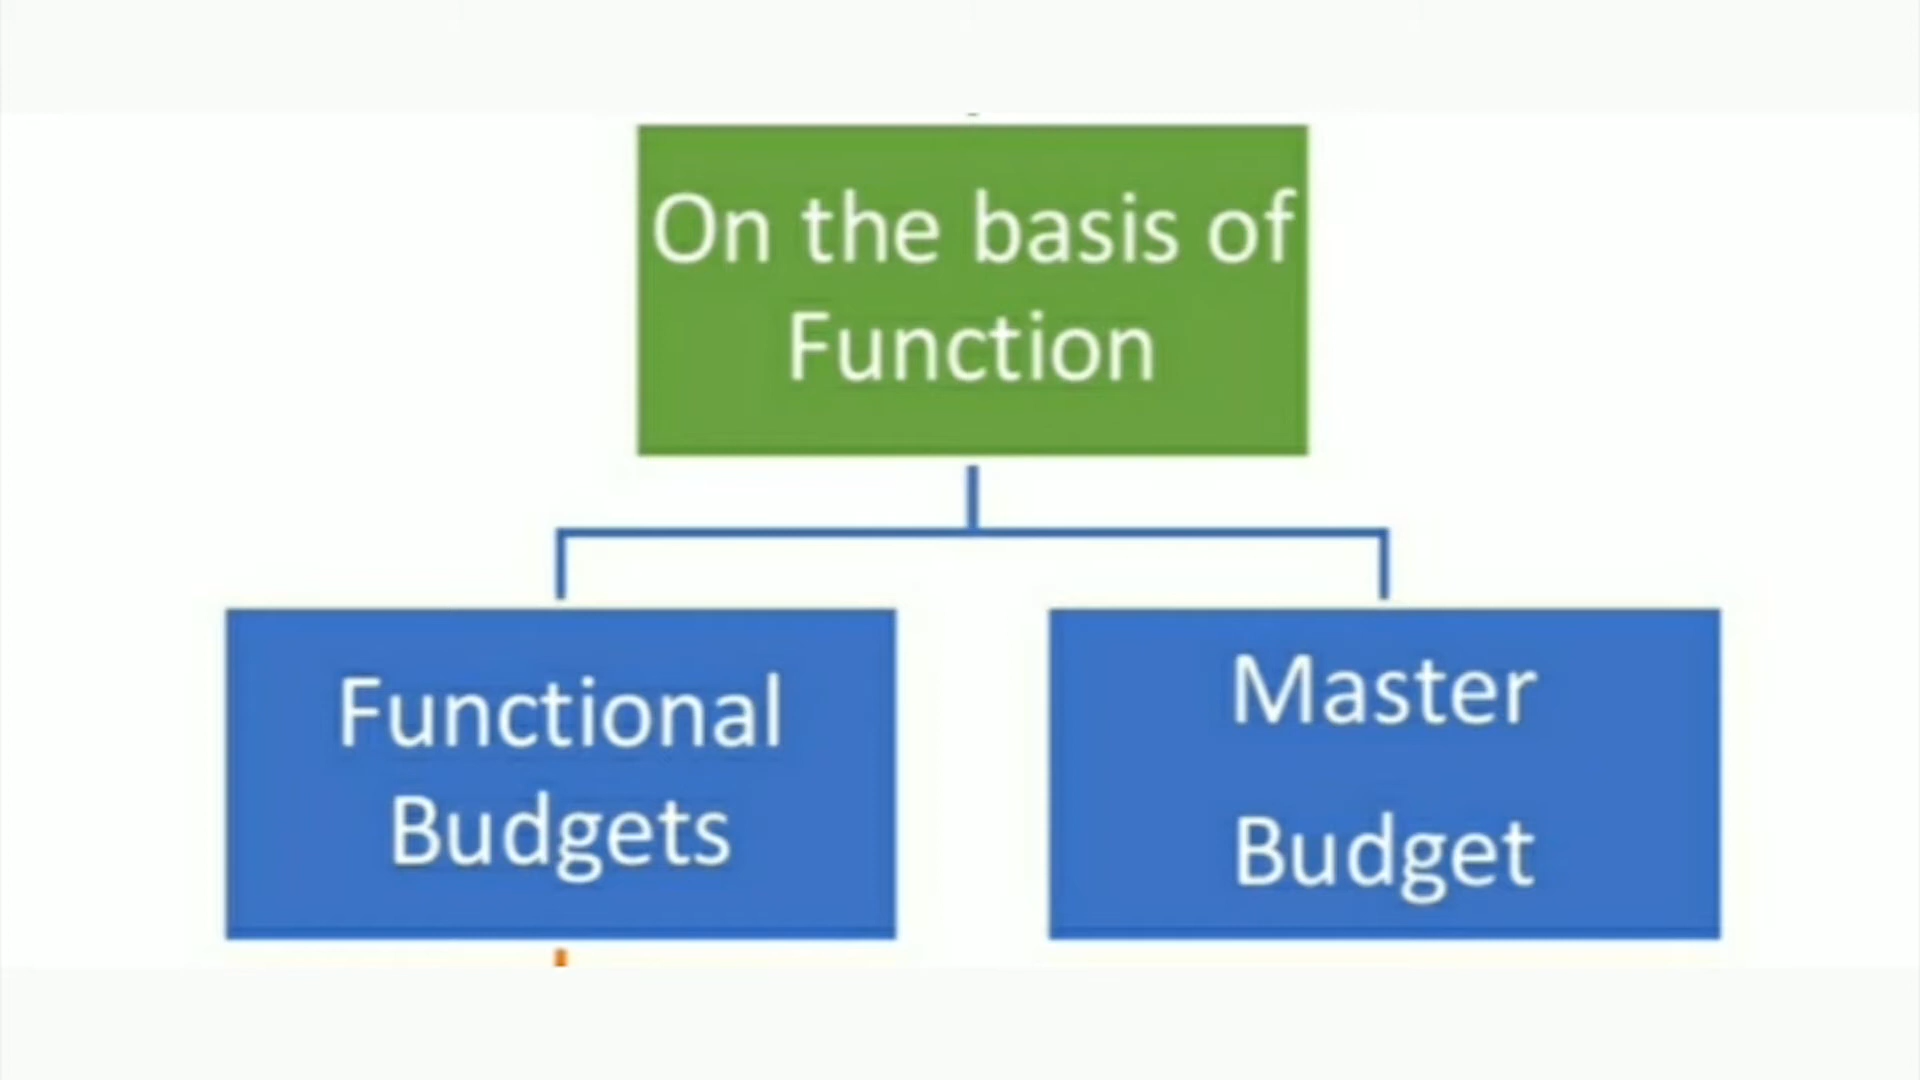 On the basis of
Function
Functional
Budgets
Master
Budget